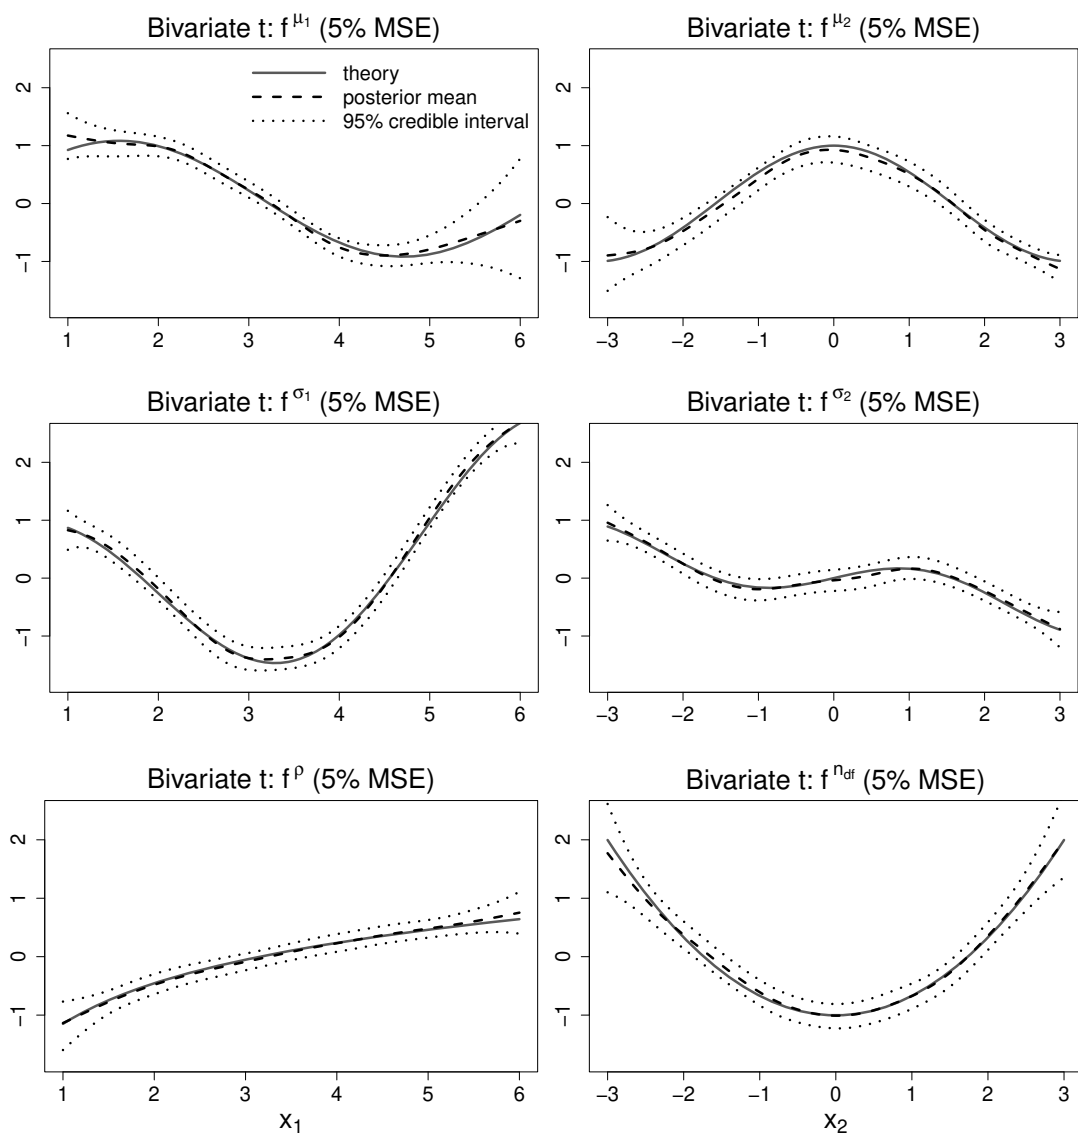 Bivariate t: f^μ₁ (5% MSE)
Bivariate t: f^μ₂ (5% MSE)
theory
posterior mean
95% credible interval
−1 0 1 2
1 2 3 4 5 6
−1 0 1 2
−3 −2 −1 0 1 2 3
Bivariate t: f^σ₁ (5% MSE)
Bivariate t: f^σ₂ (5% MSE)
−1 0 1 2
1 2 3 4 5 6
−1 0 1 2
−3 −2 −1 0 1 2 3
Bivariate t: f^ρ (5% MSE)
Bivariate t: f^n_df (5% MSE)
−1 0 1 2
1 2 3 4 5 6
−1 0 1 2
−3 −2 −1 0 1 2 3
x₁
x₂